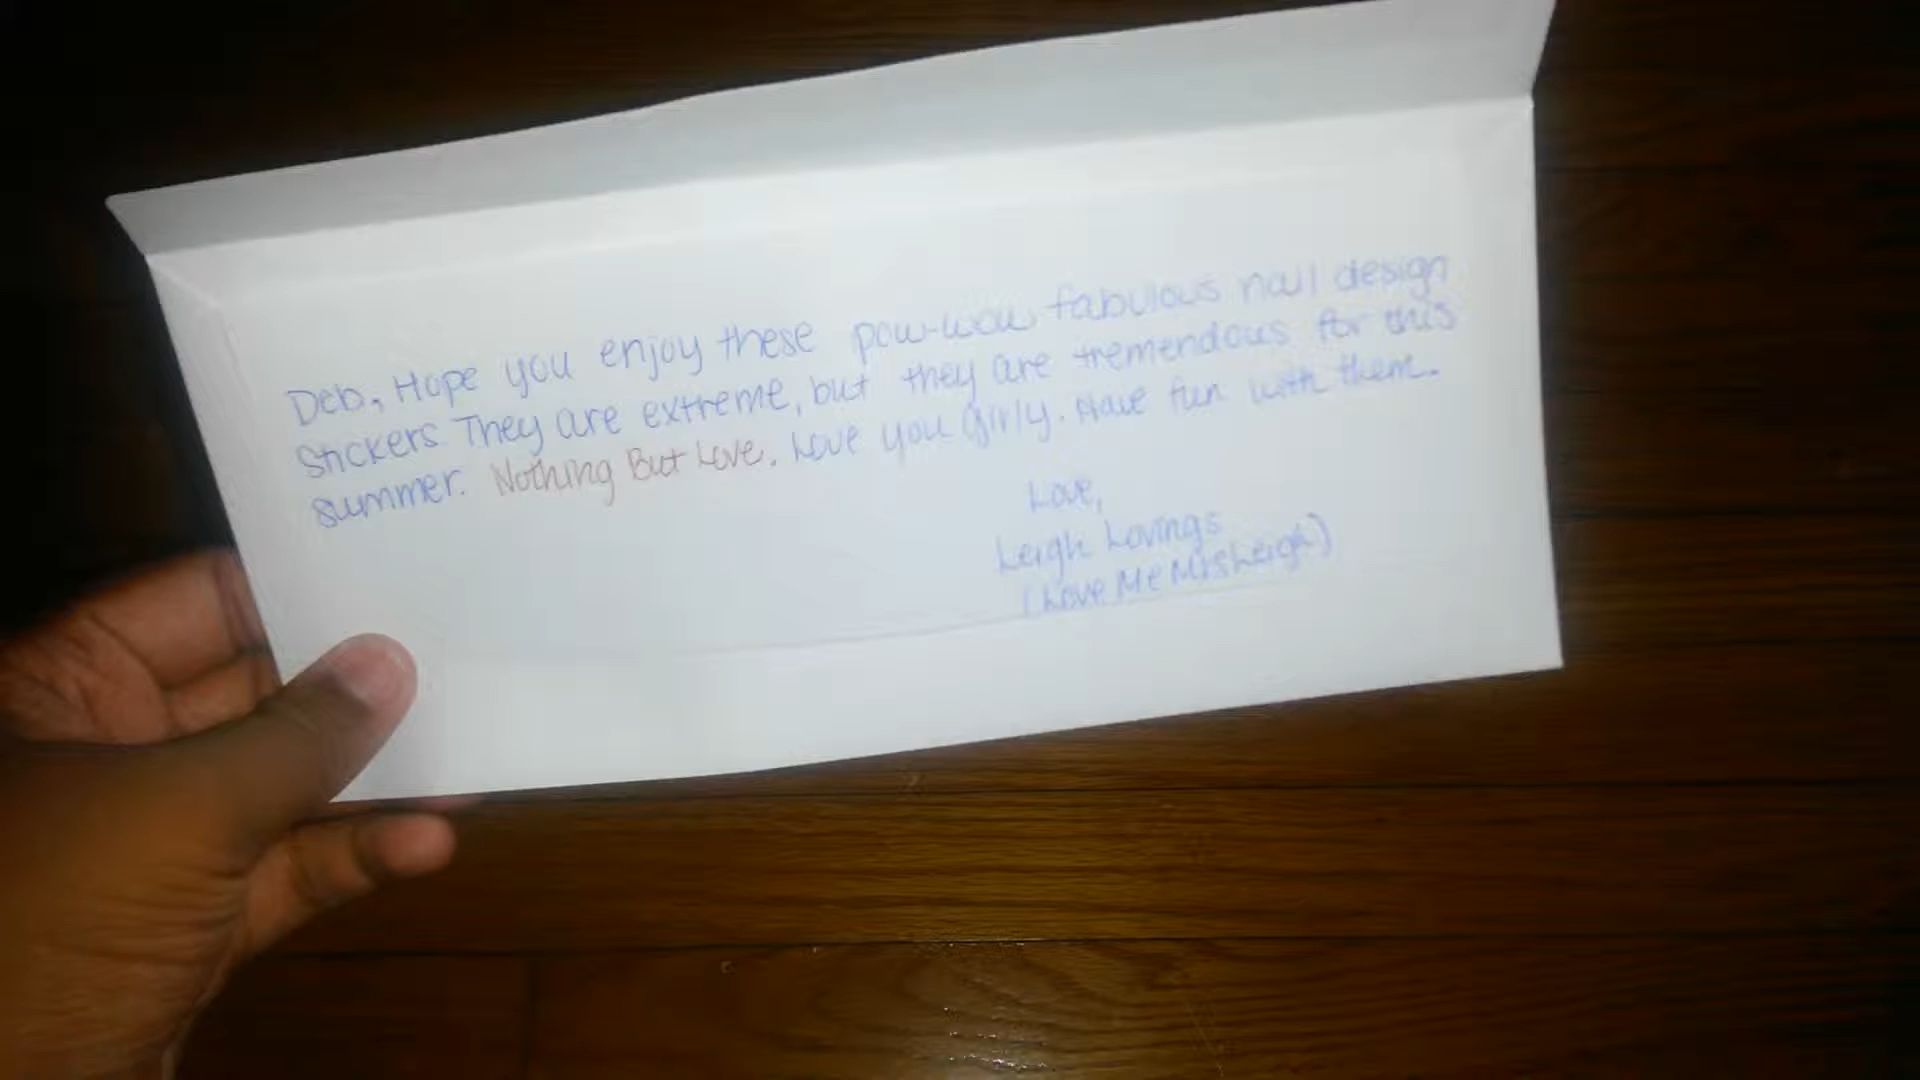 Deb, Hope you enjoy these pow-wow fabulous nail design
Stickers. They are extreme, but they are tremendous for this
summer. Nothing But Love. Love you girly. Have fun with them.
Love,
Leigh Lovings
(Love Me MrsLeigh)